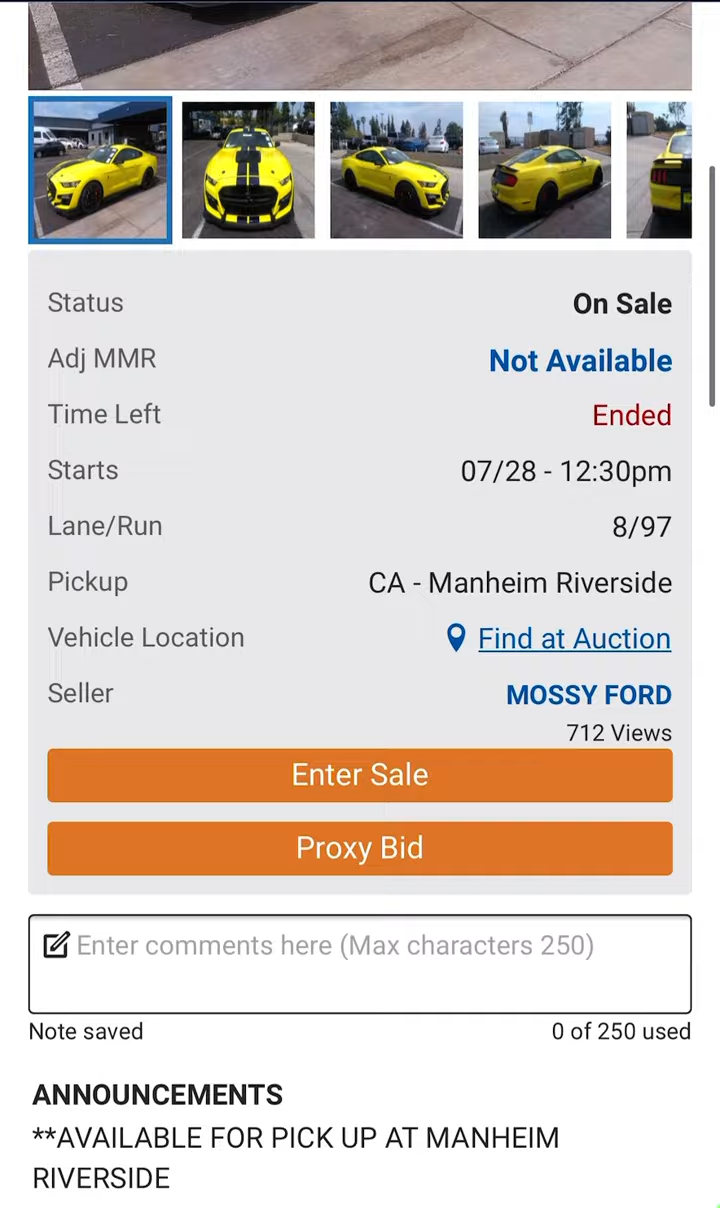 Status On Sale
Adj MMR Not Available
Time Left Ended
Starts 07/28 - 12:30pm
Lane/Run 8/97
Pickup CA - Manheim Riverside
Vehicle Location Find at Auction
Seller MOSSY FORD
712 Views
Enter Sale
Proxy Bid
Enter comments here (Max characters 250)
Note saved 0 of 250 used
ANNOUNCEMENTS
**AVAILABLE FOR PICK UP AT MANHEIM
RIVERSIDE